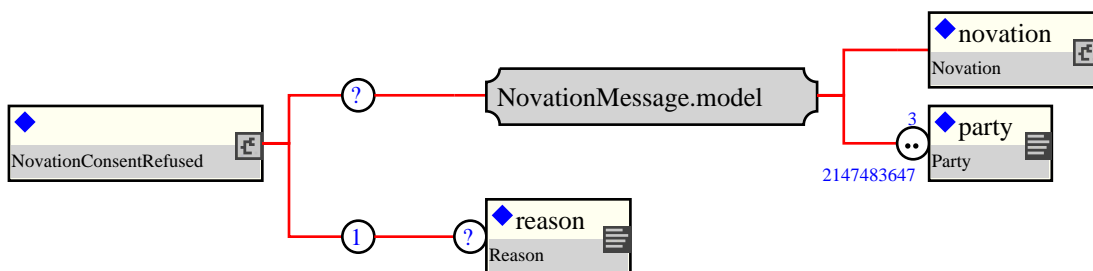 novation
Novation
?
NovationMessage.model
3
party
Party
2147483647
NovationConsentRefused
1
?
reason
Reason